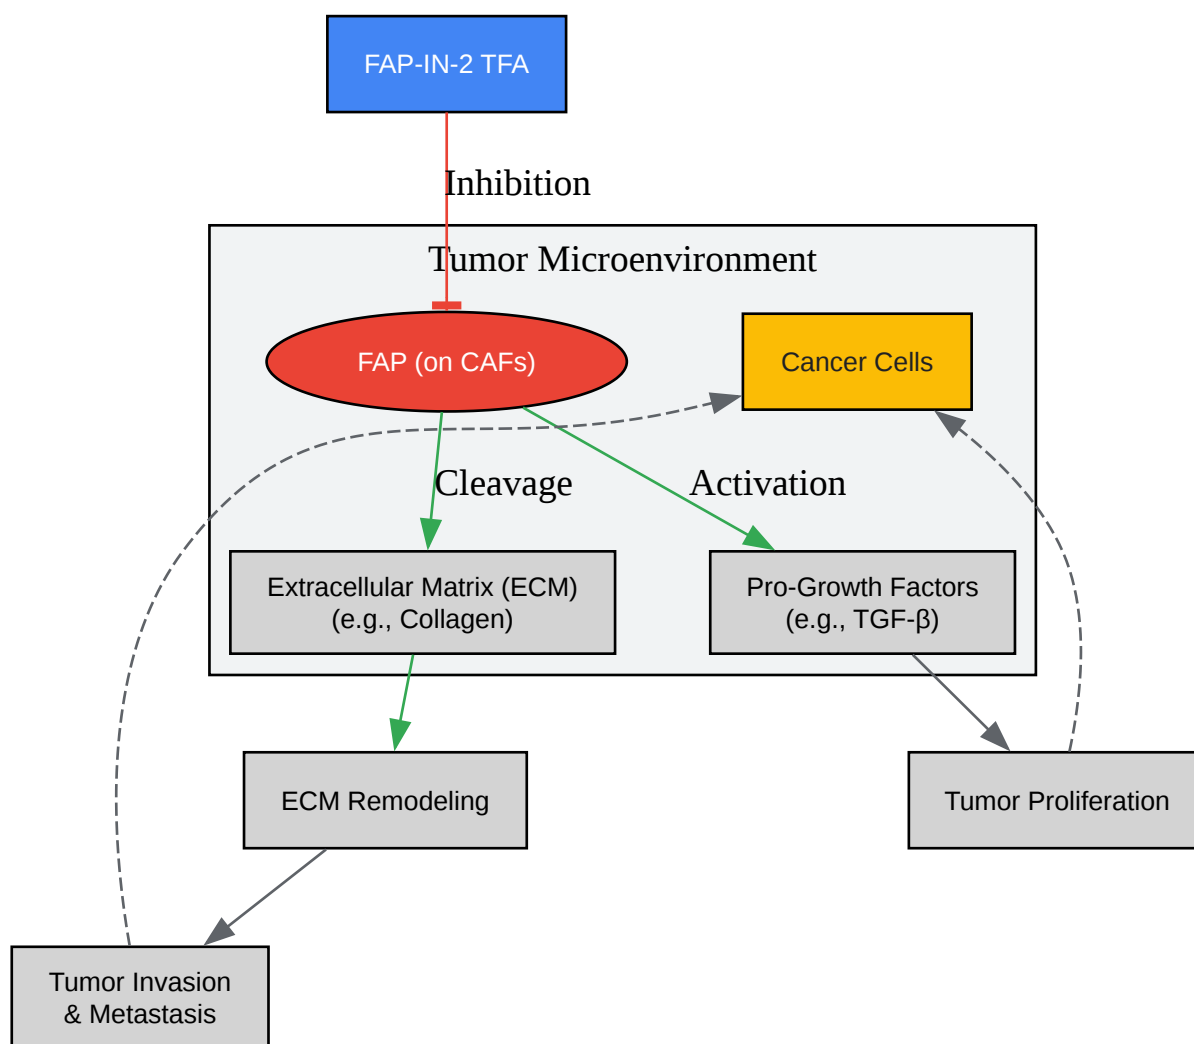 FAP-IN-2 TFA
Inhibition
Tumor Microenvironment
FAP (on CAFs)
Cancer Cells
Cleavage
Activation
Extracellular Matrix (ECM)
(e.g., Collagen)
Pro-Growth Factors
(e.g., TGF-β)
ECM Remodeling
Tumor Proliferation
Tumor Invasion
& Metastasis